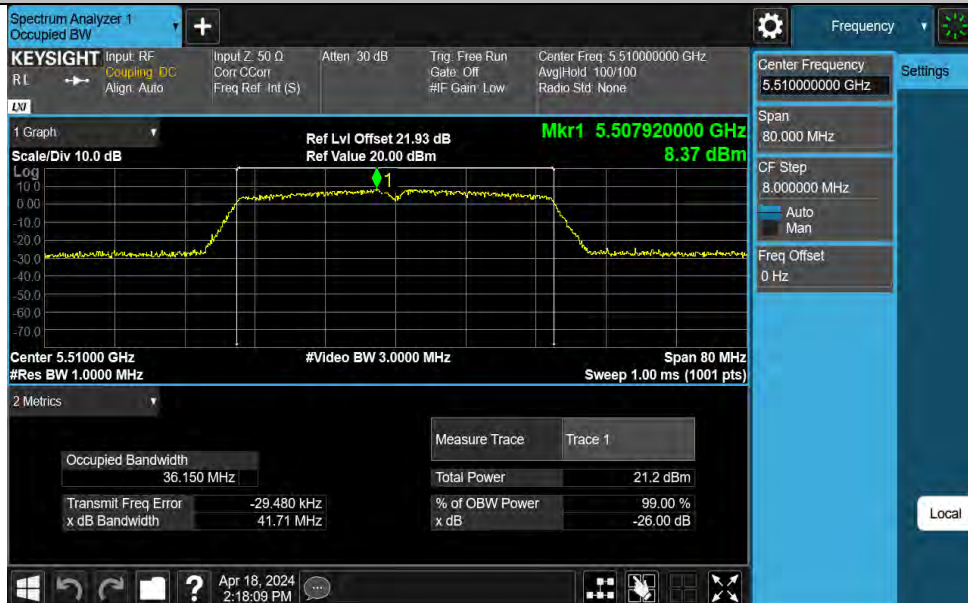 Spectrum Analyzer 1
Occupied BW
+
Frequency
KEYSIGHT
Input: RF
Coupling: DC
Align: Auto
Input Z: 50 Ω
Corr CCorr
Freq Ref: Int (S)
Atten: 30 dB
Trig: Free Run
Gate: Off
#IF Gain: Low
Center Freq: 5.510000000 GHz
Avg|Hold: 100/100
Radio Std: None
LXI
Center Frequency
5.510000000 GHz
Settings
Span
80.000 MHz
CF Step
8.000000 MHz
Auto
Man
Freq Offset
0 Hz
1 Graph
Scale/Div 10.0 dB
Ref Lvl Offset 21.93 dB
Ref Value 20.00 dBm
Mkr1 5.507920000 GHz
8.37 dBm
Log
10.0
0.00
-10.0
-20.0
-30.0
-40.0
-50.0
-60.0
-70.0
1
Center 5.51000 GHz
#Video BW 3.0000 MHz
Span 80 MHz
#Res BW 1.0000 MHz
Sweep 1.00 ms (1001 pts)
2 Metrics
Measure Trace Trace 1
Occupied Bandwidth
36.150 MHz
Total Power 21.2 dBm
Transmit Freq Error -29.480 kHz
% of OBW Power 99.00 %
x dB Bandwidth 41.71 MHz
x dB -26.00 dB
Local
?
Apr 18, 2024
2:18:09 PM